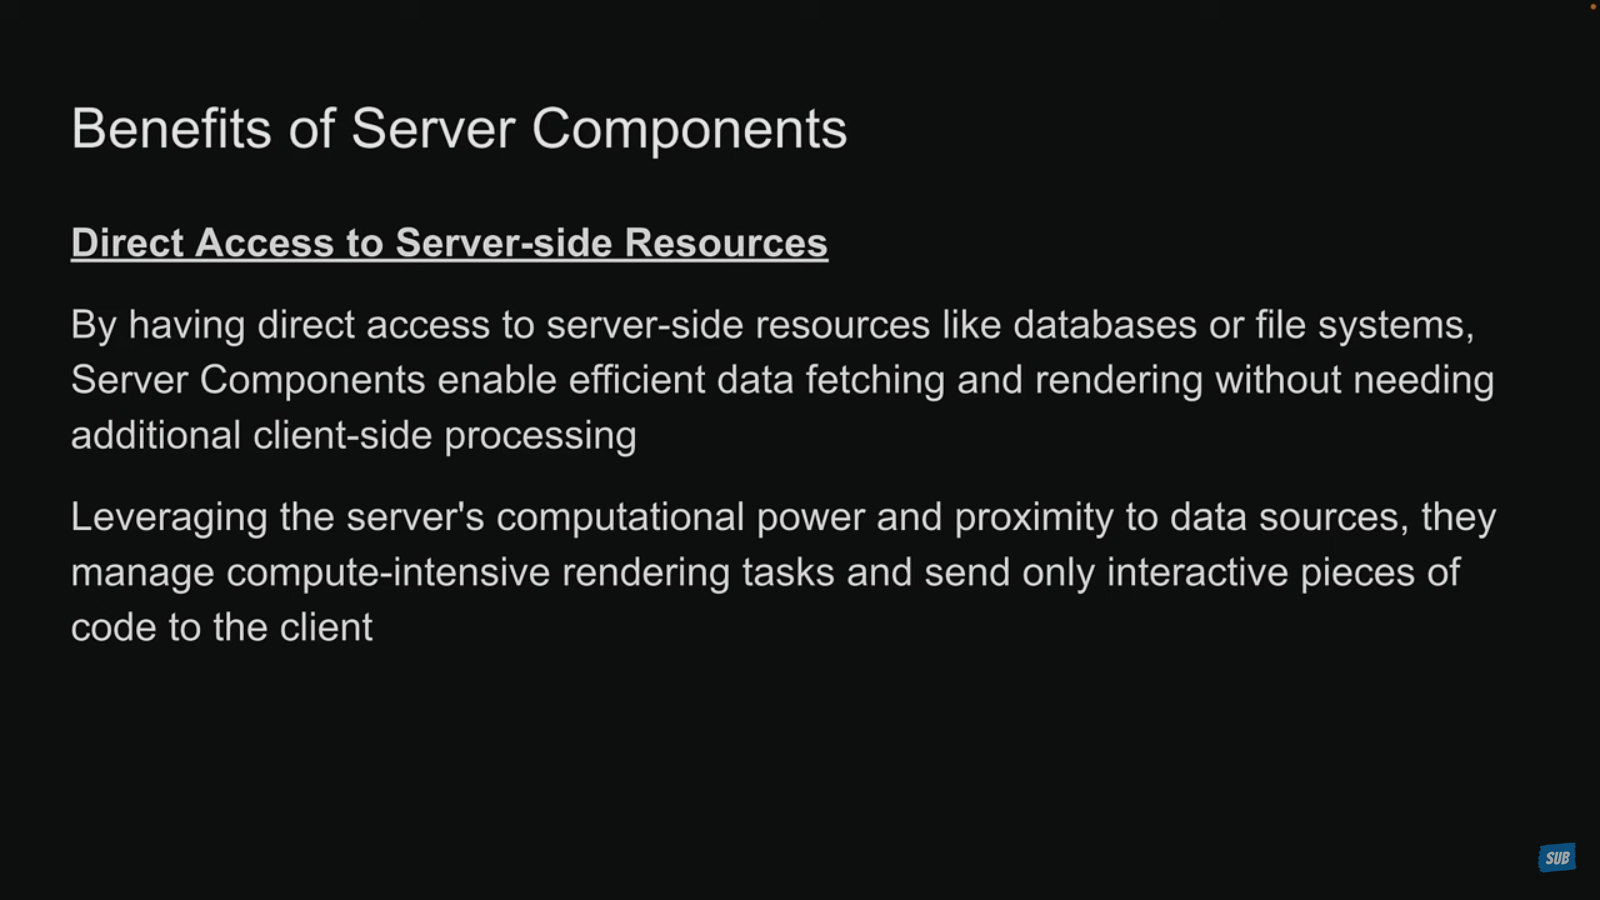 Benefits of Server Components
Direct Access to Server-side Resources
By having direct access to server-side resources like databases or file systems,
Server Components enable efficient data fetching and rendering without needing
additional client-side processing
Leveraging the server's computational power and proximity to data sources, they
manage compute-intensive rendering tasks and send only interactive pieces of
code to the client
SUB